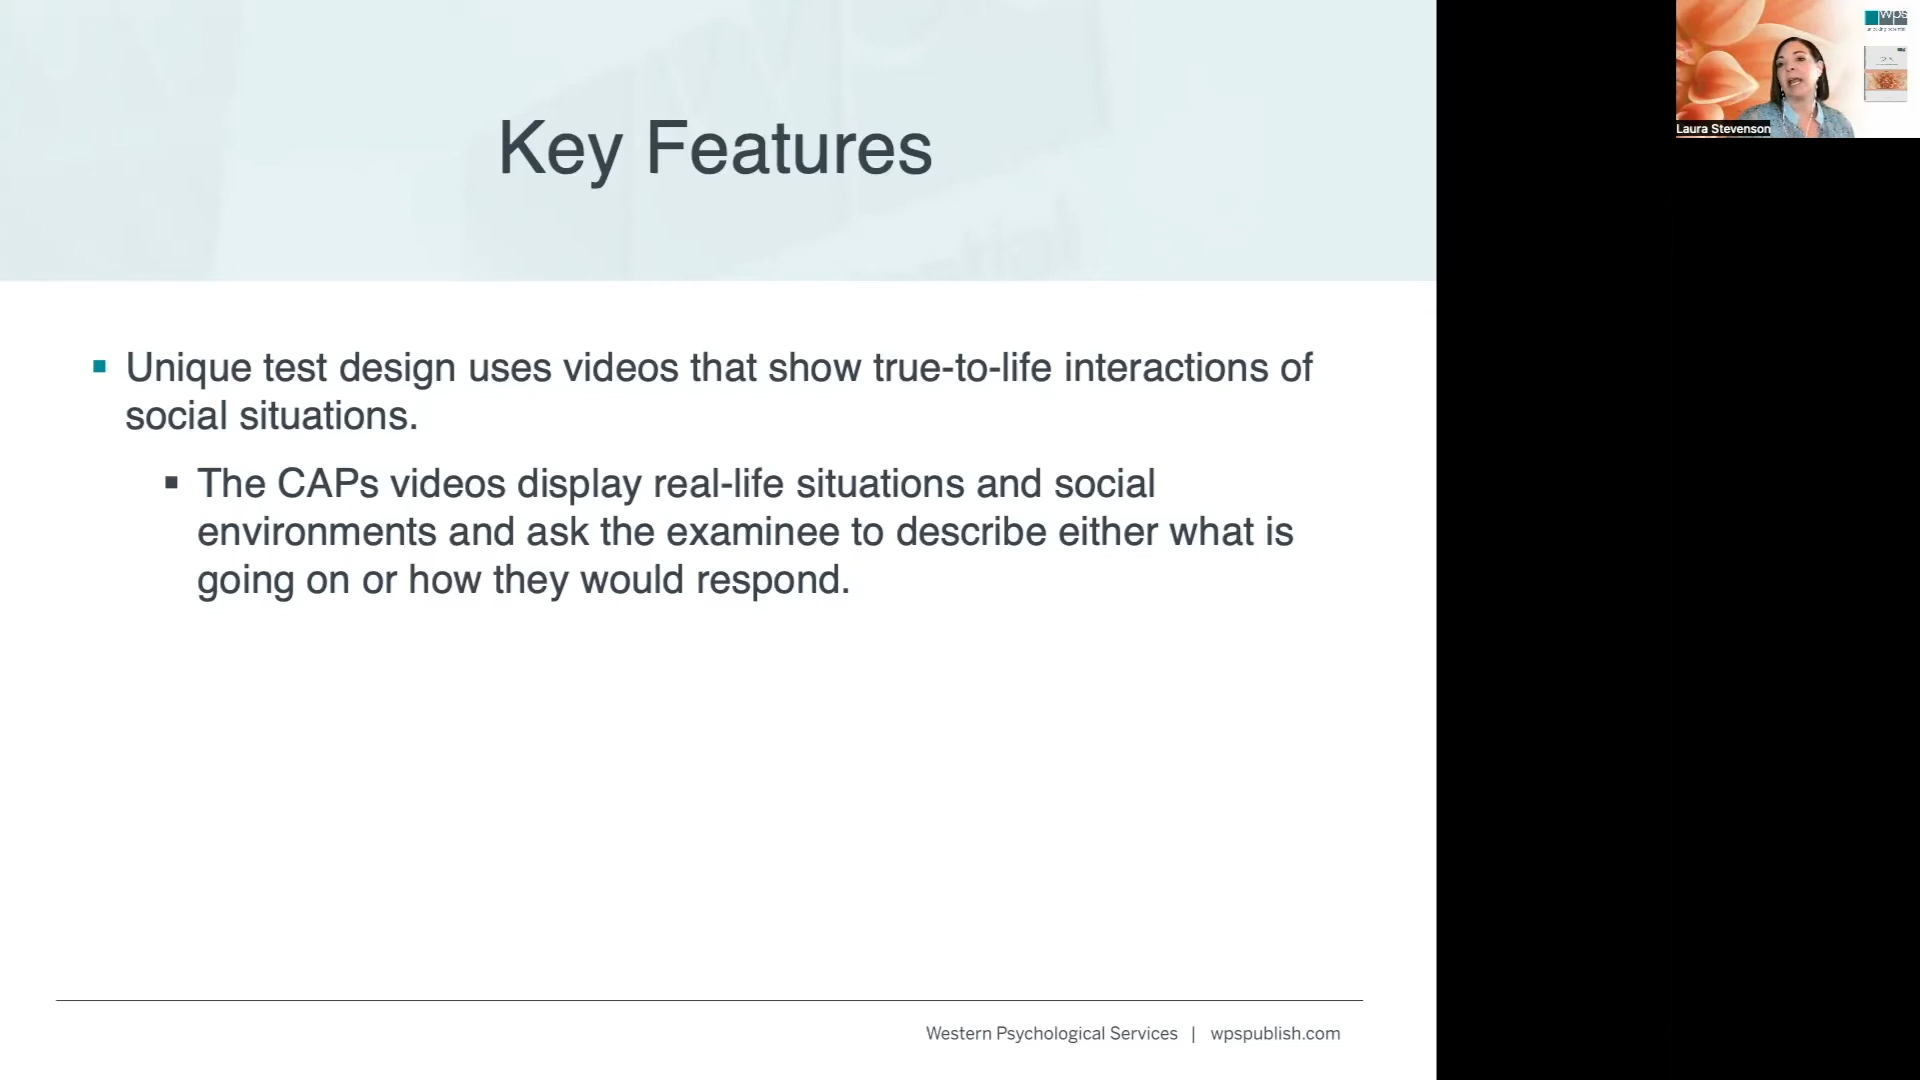 Key Features
Unique test design uses videos that show true-to-life interactions of
social situations.
The CAPs videos display real-life situations and social
environments and ask the examinee to describe either what is
going on or how they would respond.
Western Psychological Services | wpspublish.com
wps
Laura Stevenson